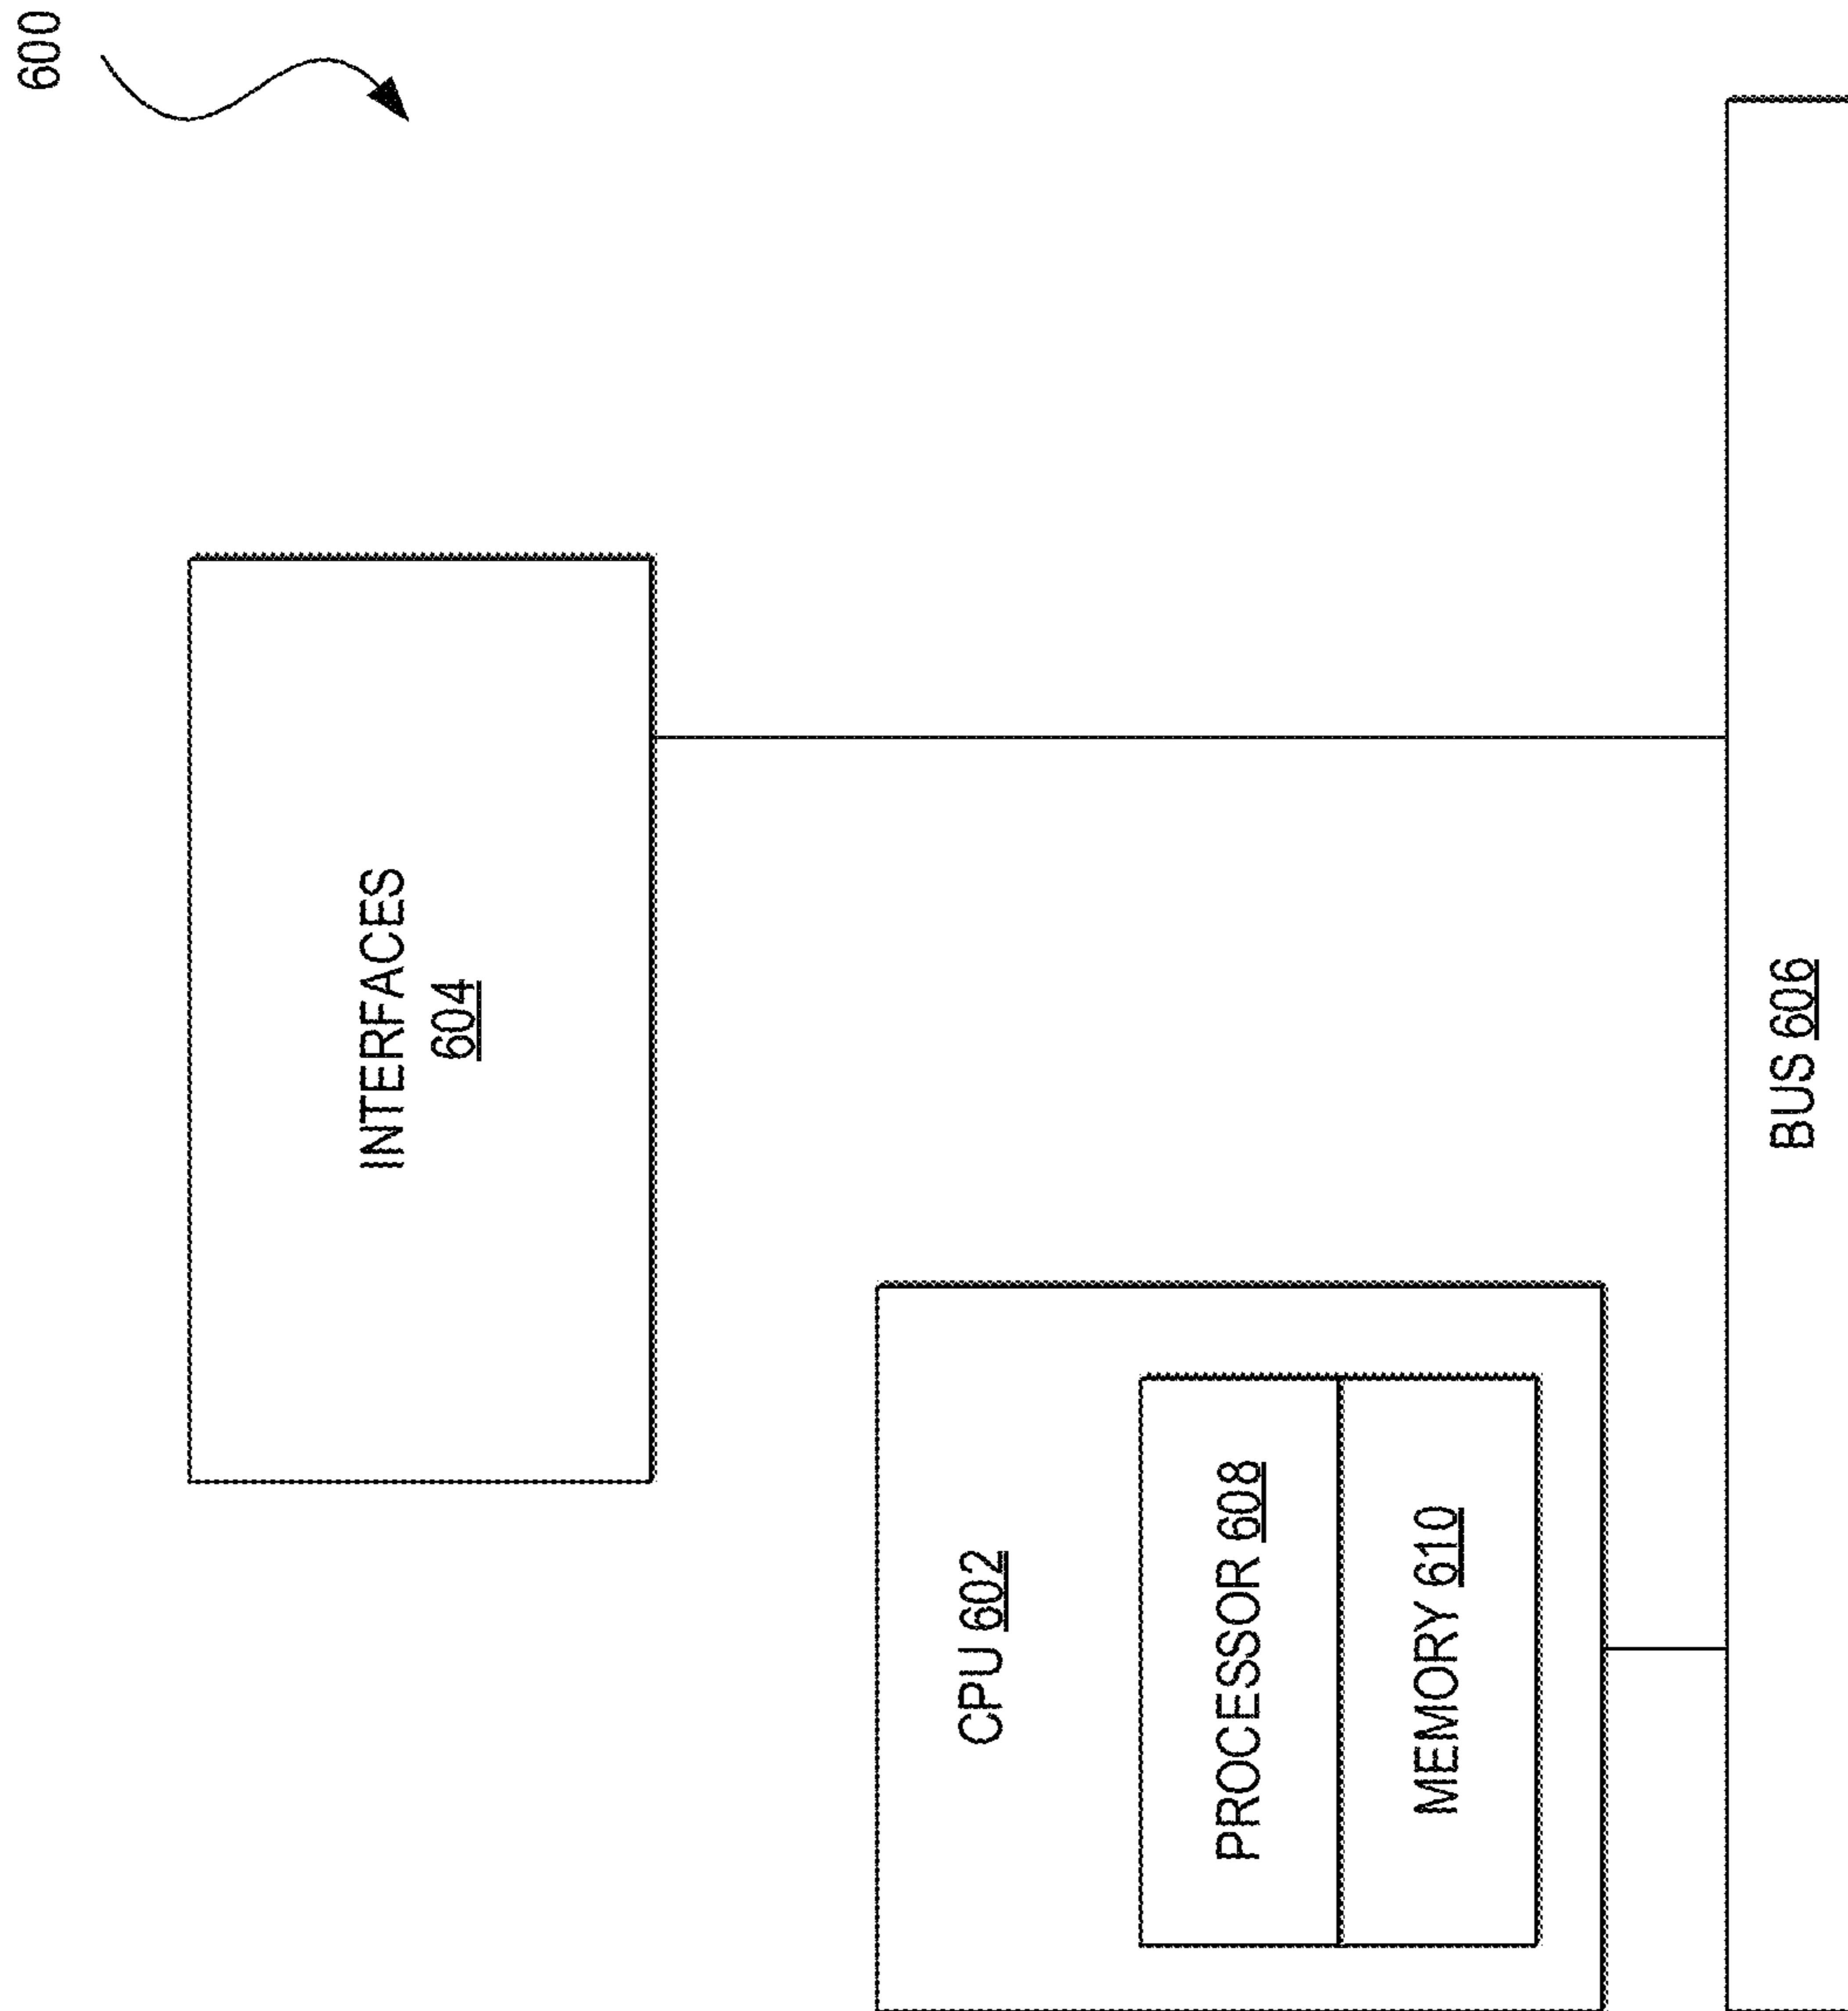 600
INTERFACES
604
CPU 602
PROCESSOR 608
MEMORY 610
BUS 606